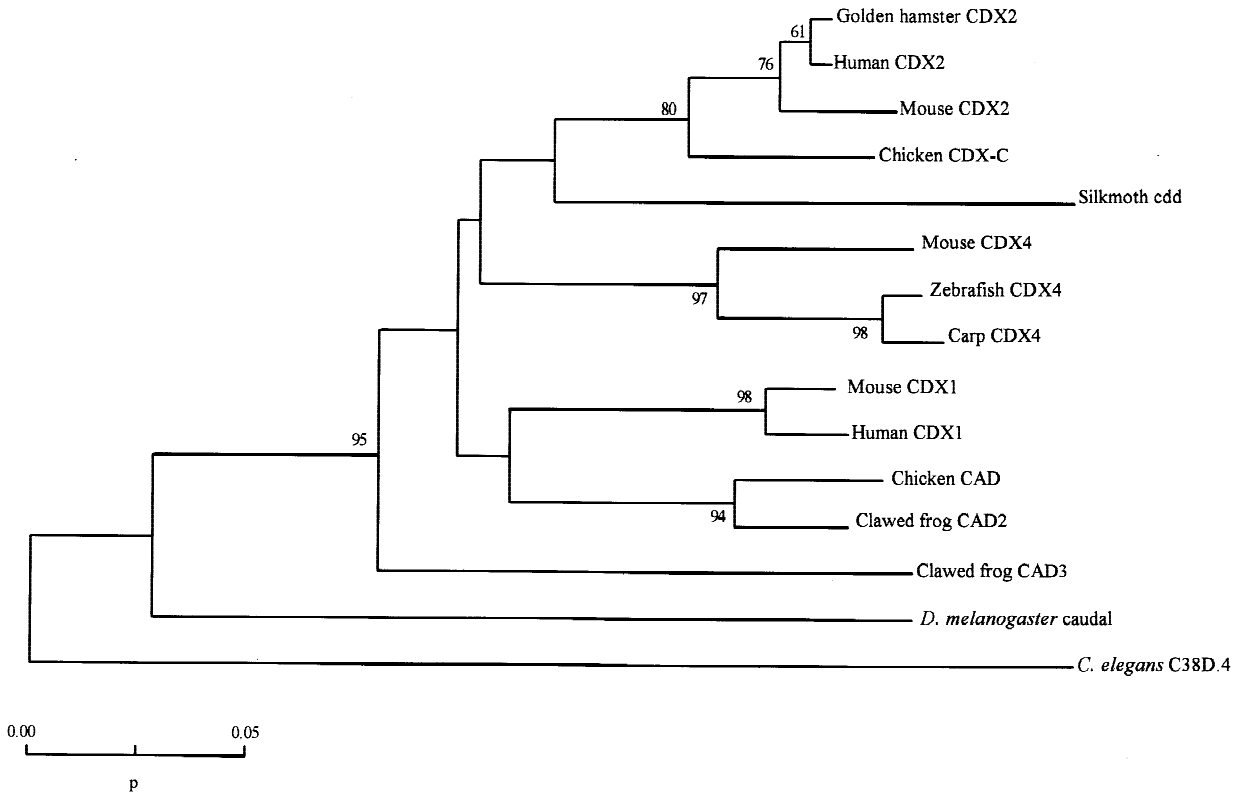 Golden hamster CDX2
61
Human CDX2
76
Mouse CDX2
80
Chicken CDX-C
Silkmoth cdd
Mouse CDX4
Zebrafish CDX4
97
98
Carp CDX4
Mouse CDX1
98
Human CDX1
95
Chicken CAD
94
Clawed frog CAD2
Clawed frog CAD3
D. melanogaster caudal
C. elegans C38D.4
0.00 0.05
p